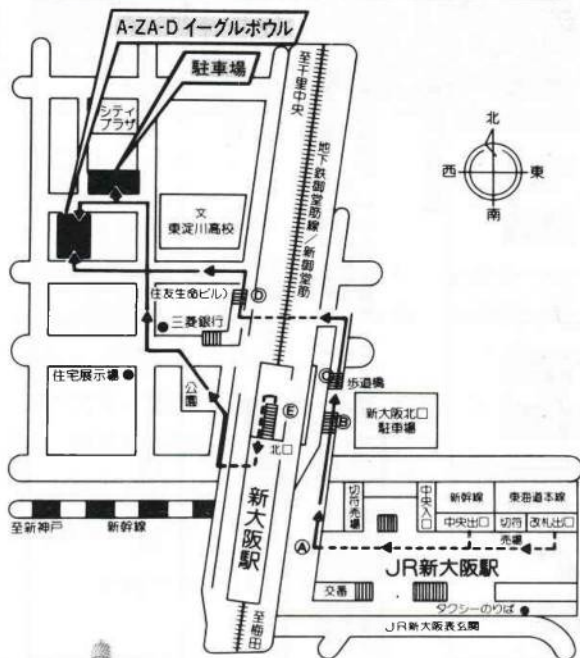 A-ZA-D イーグルボウル
駐車場
シティ
プラザ
至千里中央
地下鉄御堂筋線/新御堂筋
北
西
東
南
文
東淀川高校
住友生命ビル)
D
三菱銀行
住宅展示場
公園
E
北口
C
歩道橋
B
新大阪北口
駐車場
新大阪駅
至新神戸
新幹線
切符売場
中央入口
新幹線
東海道本線
中央出口
切符
改札出口
売場
A
JR新大阪駅
交番
タクシーのりば
至梅田
JR新大阪表玄関